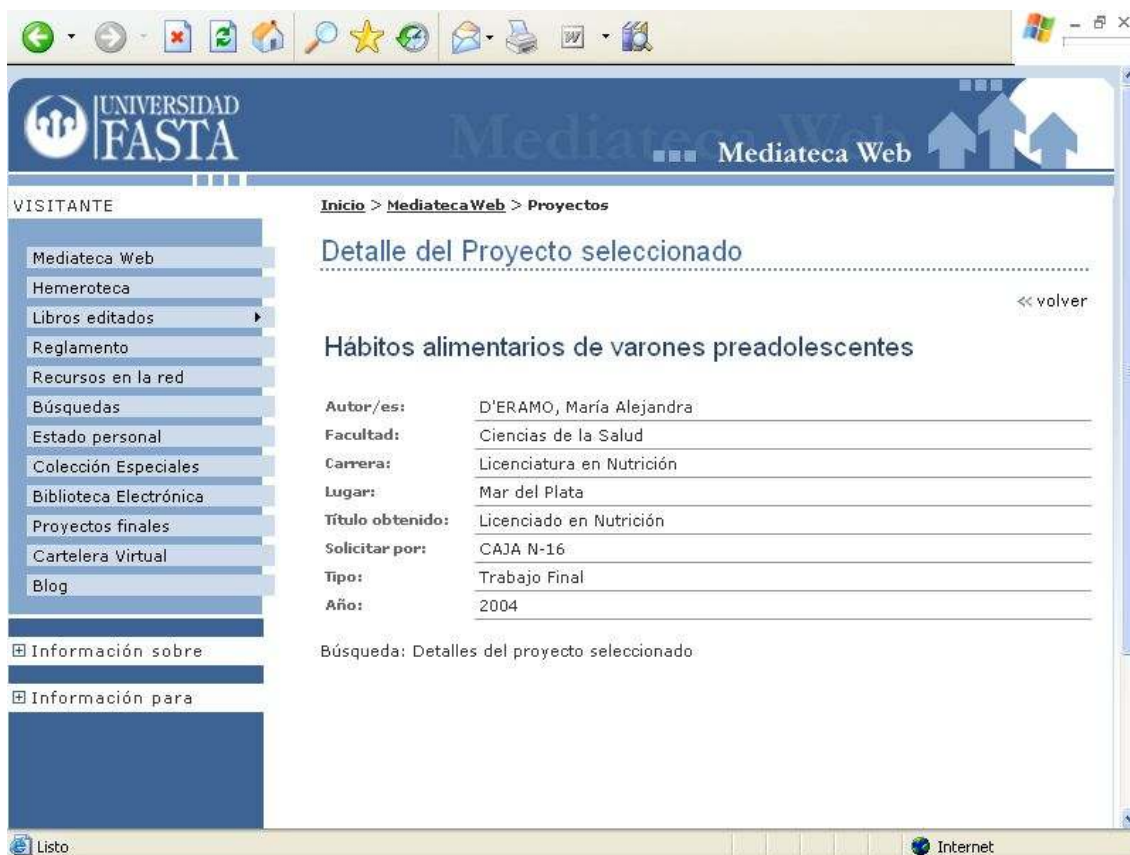 UNIVERSIDAD
FASTA
Mediateca Web
Mediateca Web
VISITANTE
Mediateca Web
Hemeroteca
Libros editados
Reglamento
Recursos en la red
Búsquedas
Estado personal
Colección Especiales
Biblioteca Electrónica
Proyectos finales
Cartelera Virtual
Blog
Información sobre
Información para
Inicio > MediatecaWeb > Proyectos
Detalle del Proyecto seleccionado
<< volver
Hábitos alimentarios de varones preadolescentes
Autor/es: D'ERAMO, María Alejandra
Facultad: Ciencias de la Salud
Carrera: Licenciatura en Nutrición
Lugar: Mar del Plata
Título obtenido: Licenciado en Nutrición
Solicitar por: CAJA N-16
Tipo: Trabajo Final
Año: 2004
Búsqueda: Detalles del proyecto seleccionado
Listo
Internet